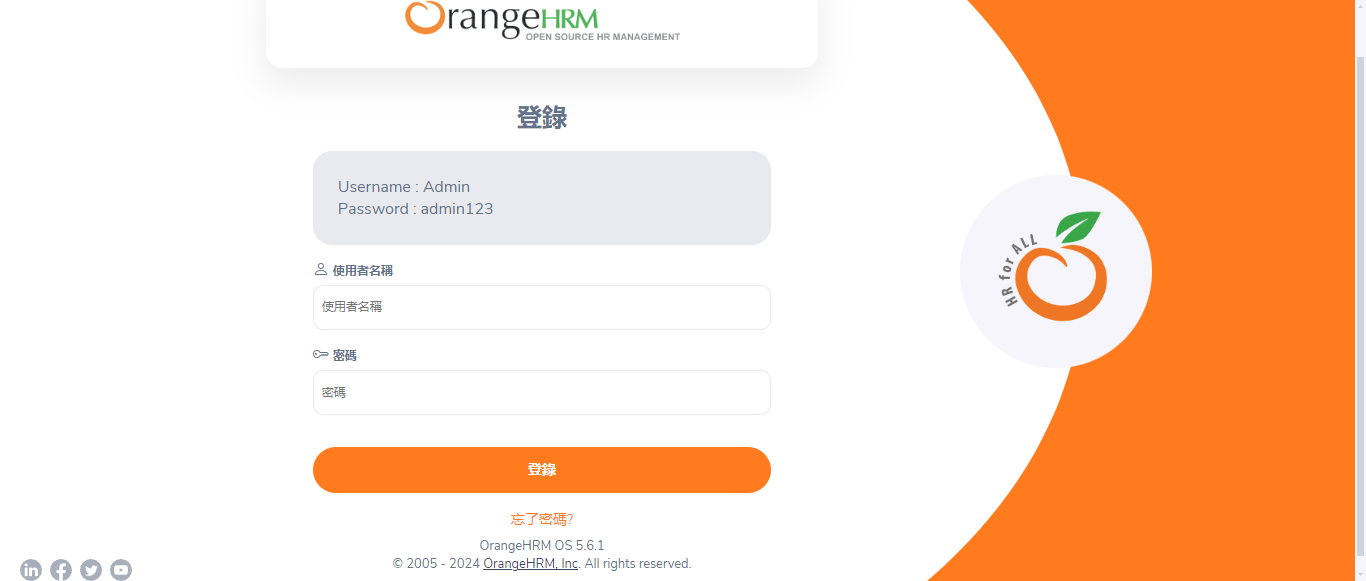 OrangeHRM
OPEN SOURCE HR MANAGEMENT
登錄
Username : Admin
Password : admin123
使用者名稱
使用者名稱
密碼
密碼
登錄
忘了密碼?
OrangeHRM OS 5.6.1
© 2005 - 2024 OrangeHRM, Inc. All rights reserved.
HR for ALL